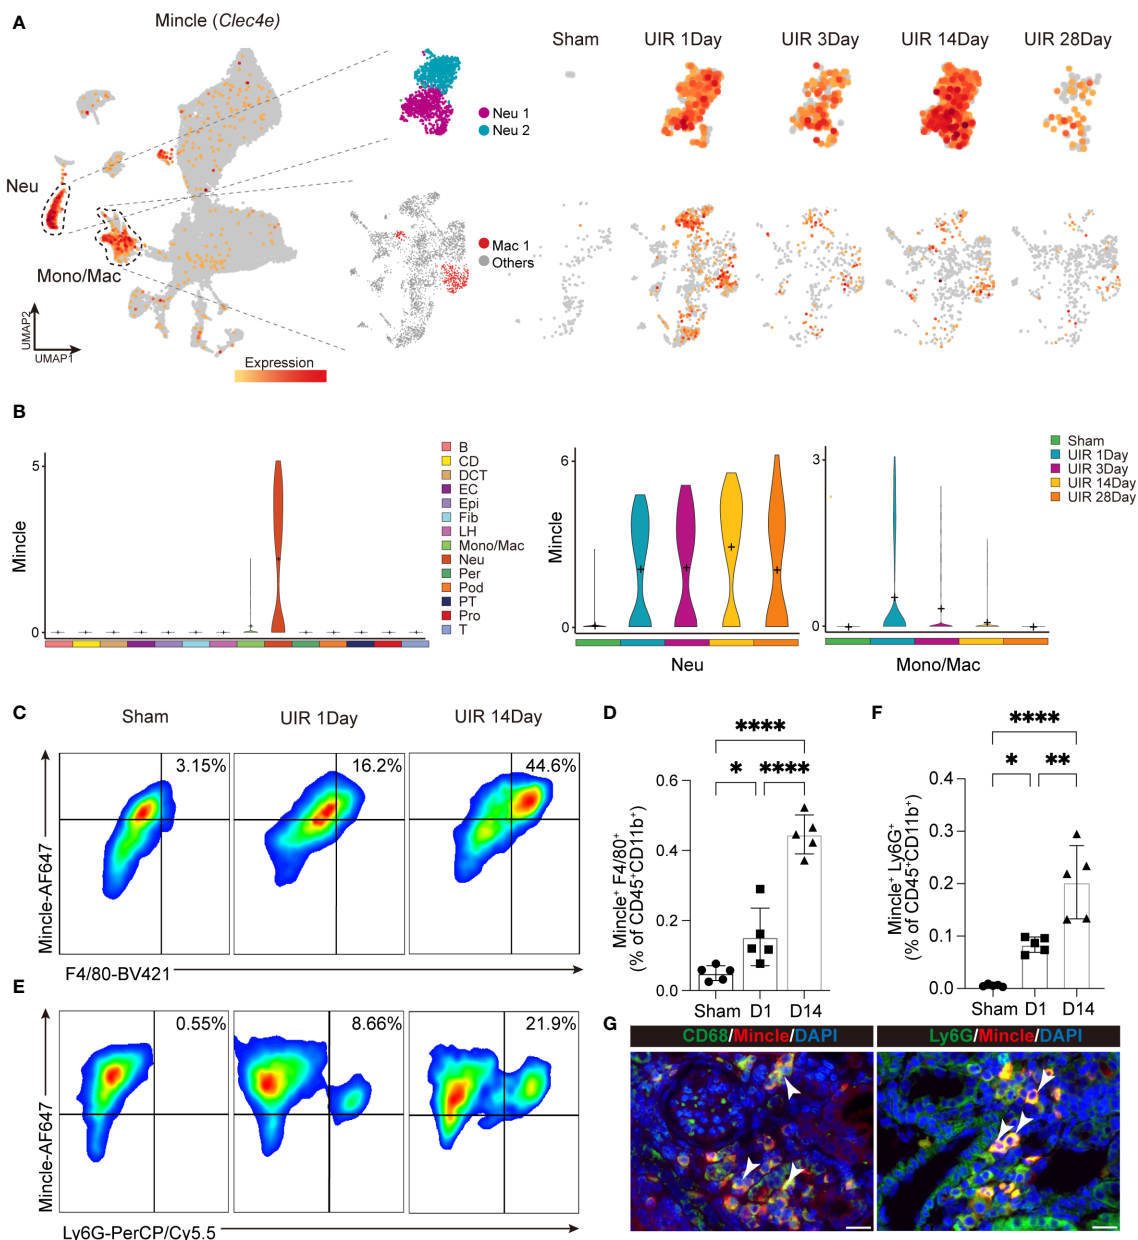 A
Mincle (Clec4e)
Sham
UIR 1Day
UIR 3Day
UIR 14Day
UIR 28Day
Neu 1
Neu 2
Neu
Mac 1
Others
Mono/Mac
UMAP2
UMAP1
Expression
B
5
0
Mincle
B
CD
DCT
EC
Epi
Fib
LH
Mono/Mac
Neu
Per
Pod
PT
Pro
T
6
0
Mincle
Neu
3
0
Mono/Mac
Sham
UIR 1Day
UIR 3Day
UIR 14Day
UIR 28Day
C
Sham
UIR 1Day
UIR 14Day
3.15%
16.2%
44.6%
Mincle-AF647
F4/80-BV421
D
****
* ****
Mincle⁺ F4/80⁺
(% of CD45⁺CD11b⁺)
0.6
0.4
0.2
0.0
Sham D1 D14
F
****
* **
Mincle⁺ Ly6G⁺
(% of CD45⁺CD11b⁺)
0.4
0.3
0.2
0.1
0.0
Sham D1 D14
E
0.55%
8.66%
21.9%
Mincle-AF647
Ly6G-PerCP/Cy5.5
G
CD68/Mincle/DAPI
Ly6G/Mincle/DAPI